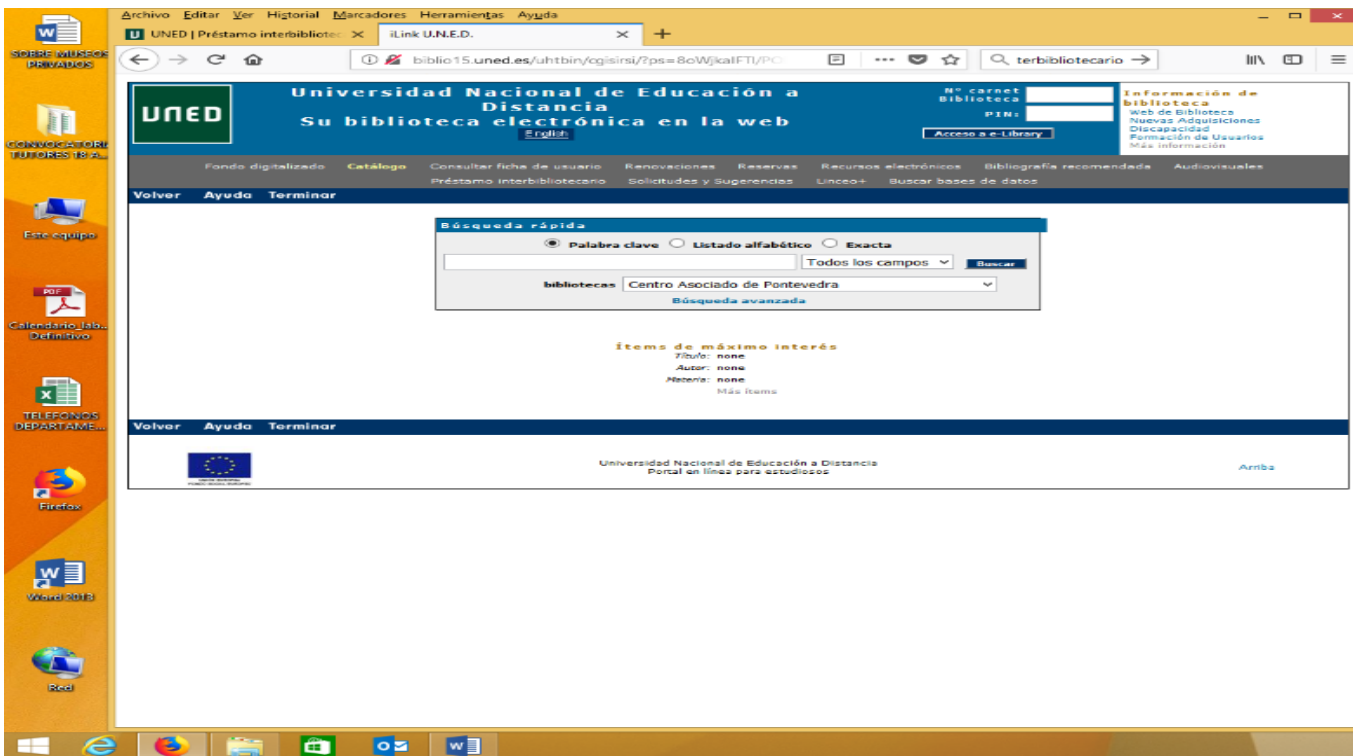 Archivo Editar Ver Historial Marcadores Herramientas Ayuda
UNED | Préstamo interbibliotec
iLink U.N.E.D.
biblio15.uned.es/uhtbin/cgisirsi/?ps=8oWjkalFTI/PO
terbibliotecario
UNED
Universidad Nacional de Educación a
Distancia
Su biblioteca electrónica en la web
English
Nº carnet
Biblioteca
PIN:
Acceso a e-Library
Información de
biblioteca
Web de Biblioteca
Nuevas Adquisiciones
Discapacidad
Formación de Usuarios
Más información
Fondo digitalizado Catálogo Consultar ficha de usuario Renovaciones Reservas Recursos electrónicos Bibliografía recomendada Audiovisuales
Préstamo interbibliotecario Solicitudes y Sugerencias Linceo+ Buscar bases de datos
Volver Ayuda Terminar
Búsqueda rápida
Palabra clave Listado alfabético Exacta
Todos los campos Buscar
bibliotecas Centro Asociado de Pontevedra
Búsqueda avanzada
Ítems de máximo interés
Título: none
Autor: none
Materia: none
Más ítems
Volver Ayuda Terminar
Universidad Nacional de Educación a Distancia
Portal en línea para estudiosos
Arriba
SOBRE MUSEOS
PRIVADOS
CONVOCATORI
TUTORES 18 A...
Este equipo
PDF
Calendario_lab...
Definitivo
TELEFONOS
DEPARTAME...
Firefox
Word 2013
Red